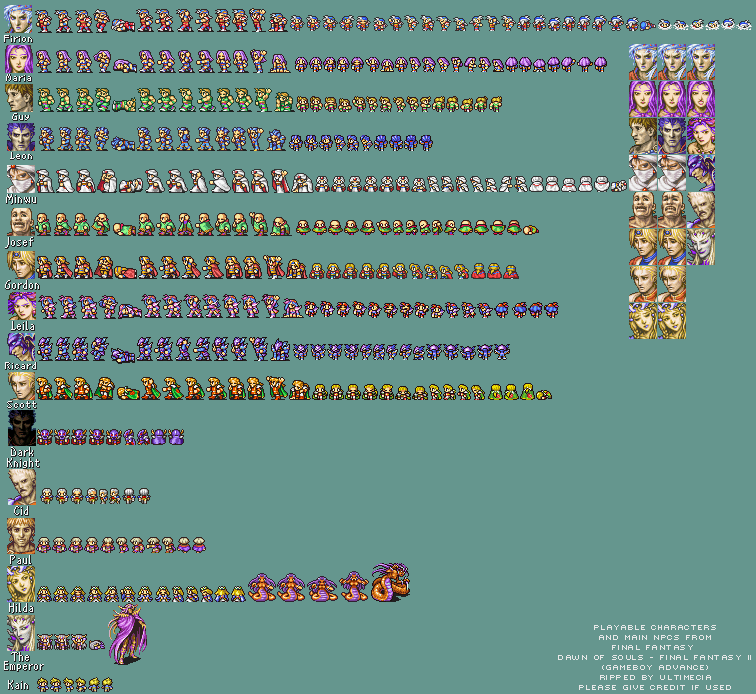 Firion
Maria
Guy
Leon
Minwu
Josef
Gordon
Leila
Ricard
Scott
Dark
Knight
Cid
Paul
Hilda
The
Emperor
Kain
PLAYABLE CHARACTERS
AND MAIN NPCS FROM
FINAL FANTASY
DAWN OF SOULS - FINAL FANTASY II
(GAMEBOY ADVANCE)
RIPPED BY ULTIMECIA
PLEASE GIVE CREDIT IF USED